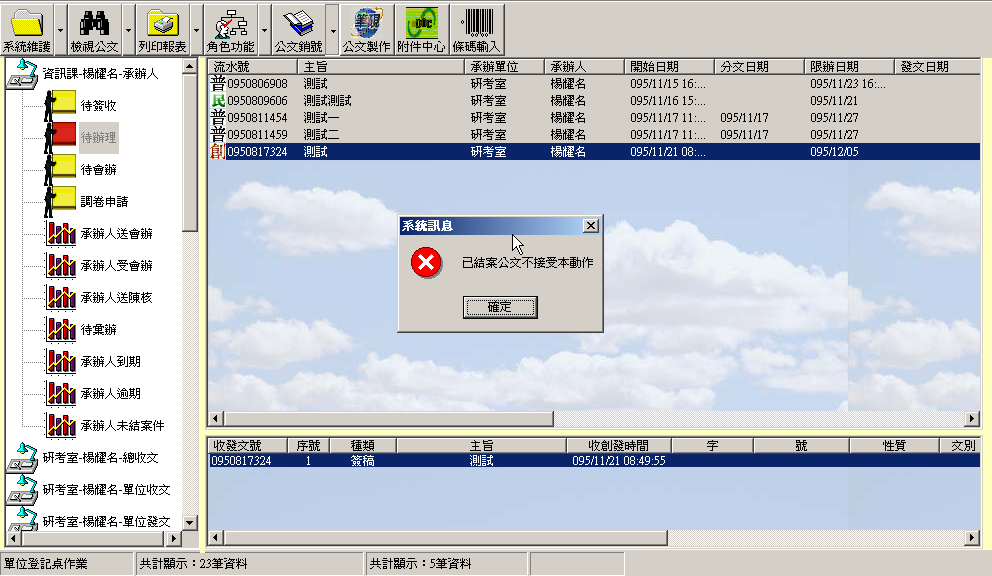 系統維護 檢視公文 列印報表 角色功能 公文銷號 公文製作 附件中心 條碼輸入
資訊課-楊耀名-承辦人
待簽收
待辦理
待會辦
調卷申請
承辦人送會辦
承辦人受會辦
承辦人送陳核
待彙辦
承辦人到期
承辦人逾期
承辦人未結案件
研考室-楊耀名-總收文
研考室-楊耀名-單位收文
研考室-楊耀名-單位發文
流水號 主旨 承辦單位 承辦人 開始日期 分文日期 限辦日期 發文日期
普 0950806908 測試 研考室 楊耀名 095/11/15 16:... 095/11/23 16:...
民 0950809606 測試測試 研考室 楊耀名 095/11/16 15:... 095/11/21
普 0950811454 測試一 研考室 楊耀名 095/11/17 11:... 095/11/17 095/11/27
普 0950811459 測試二 研考室 楊耀名 095/11/17 11:... 095/11/17 095/11/27
創 0950817324 測試 研考室 楊耀名 095/11/21 08:... 095/12/05
系統訊息
已結案公文不接受本動作
確定
收發文號 序號 種類 主旨 收創發時間 字 號 性質 文別
0950817324 1 簽稿 測試 095/11/21 08:49:55
單位登記桌作業 共計顯示：23筆資料 共計顯示：5筆資料